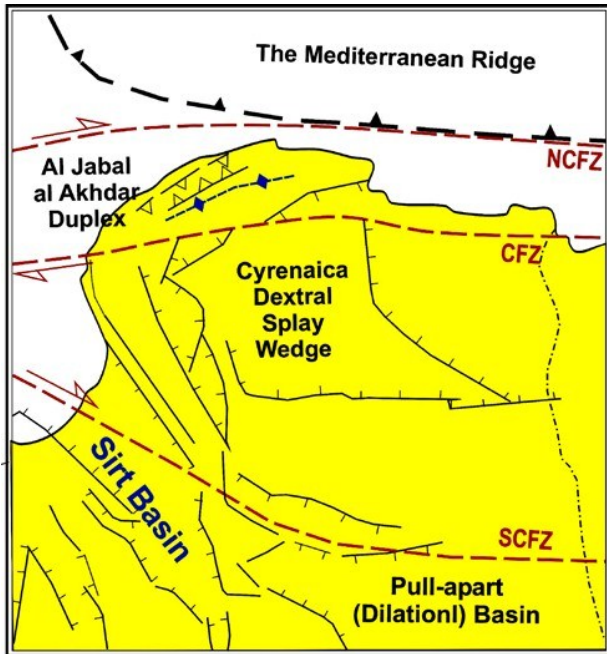 The Mediterranean Ridge
NCFZ
Al Jabal
al Akhdar
Duplex
CFZ
Cyrenaica
Dextral
Splay
Wedge
Sirt Basin
SCFZ
Pull-apart
(Dilationl) Basin